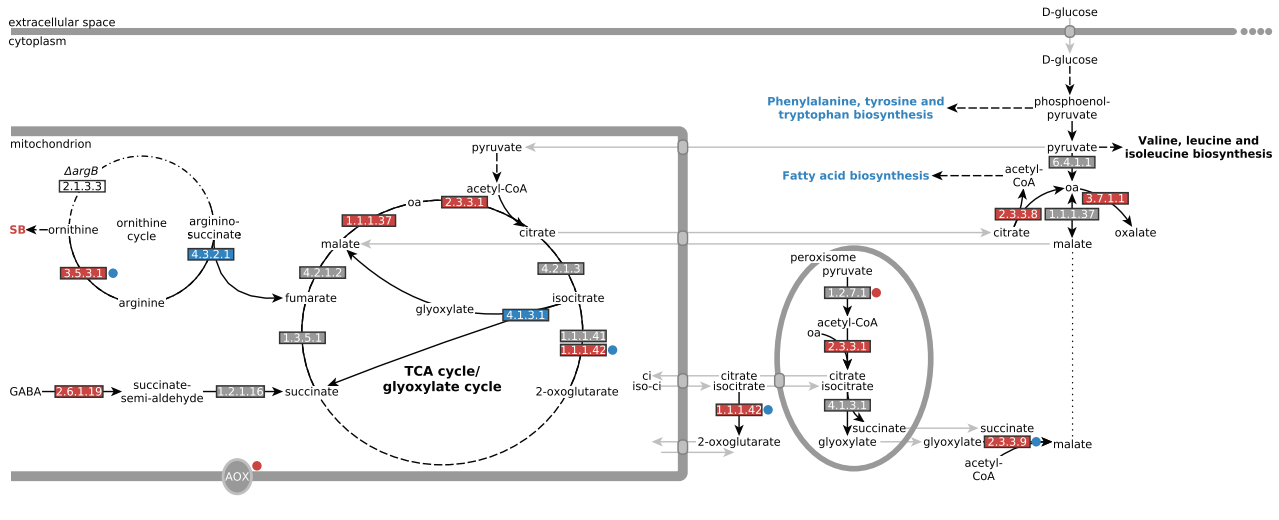 extracellular space
cytoplasm
D-glucose
D-glucose
phosphoenol-
pyruvate
Phenylalanine, tyrosine and
tryptophan biosynthesis
pyruvate
Valine, leucine and
isoleucine biosynthesis
6.4.1.1
acetyl-
CoA
Fatty acid biosynthesis
oa
3.7.1.1
2.3.3.8
1.1.1.37
citrate
malate
oxalate
mitochondrion
ΔargB
2.1.3.3
SB
ornithine
ornithine
cycle
arginino-
succinate
4.3.2.1
3.5.3.1
arginine
pyruvate
acetyl-CoA
oa
2.3.3.1
1.1.1.37
citrate
malate
4.2.1.2
4.2.1.3
fumarate
isocitrate
glyoxylate
4.1.3.1
1.3.5.1
1.1.1.41
1.1.1.42
TCA cycle/
glyoxylate cycle
GABA
2.6.1.19
succinate-
semi-aldehyde
1.2.1.16
succinate
2-oxoglutarate
AOX
peroxisome
pyruvate
1.2.7.1
acetyl-CoA
oa
2.3.3.1
ci
iso-ci
citrate
isocitrate
citrate
isocitrate
1.1.1.42
4.1.3.1
succinate
2-oxoglutarate
glyoxylate
succinate
glyoxylate
2.3.3.9
malate
acetyl-
CoA